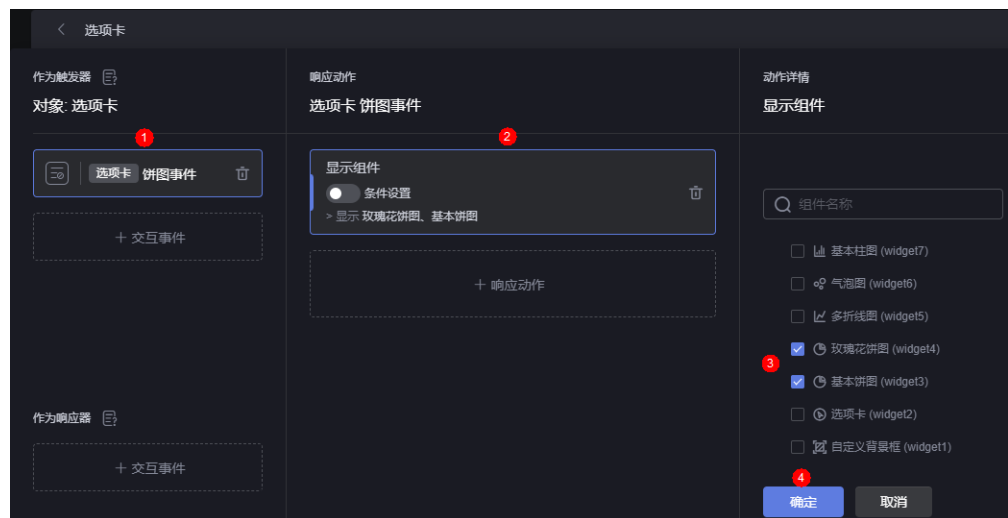 选项卡
作为触发器
对象: 选项卡
1
选项卡 饼图事件
+ 交互事件
作为响应器
+ 交互事件
响应动作
选项卡 饼图事件
2
显示组件
条件设置
> 显示 玫瑰花饼图、基本饼图
+ 响应动作
动作详情
显示组件
组件名称
基本柱图 (widget7)
气泡图 (widget6)
多折线图 (widget5)
玫瑰花饼图 (widget4)
3
基本饼图 (widget3)
选项卡 (widget2)
自定义背景框 (widget1)
4
确定 取消